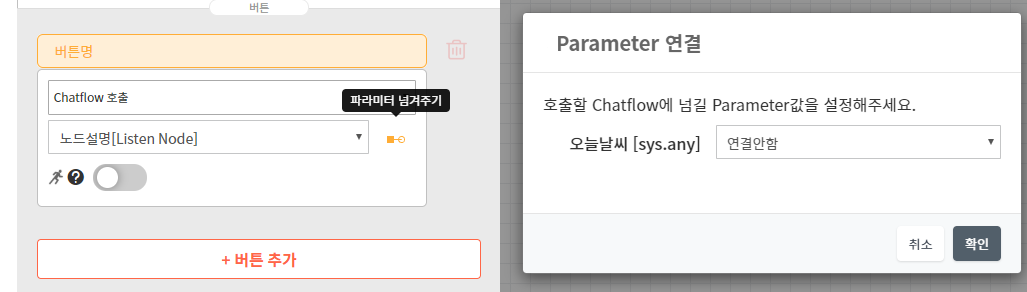 버튼
버튼명
Chatflow 호출
파라미터 넘겨주기
노드설명[Listen Node]
?
+ 버튼 추가
Parameter 연결
호출할 Chatflow에 넘길 Parameter값을 설정해주세요.
오늘날씨 [sys.any] 연결안함
취소 확인